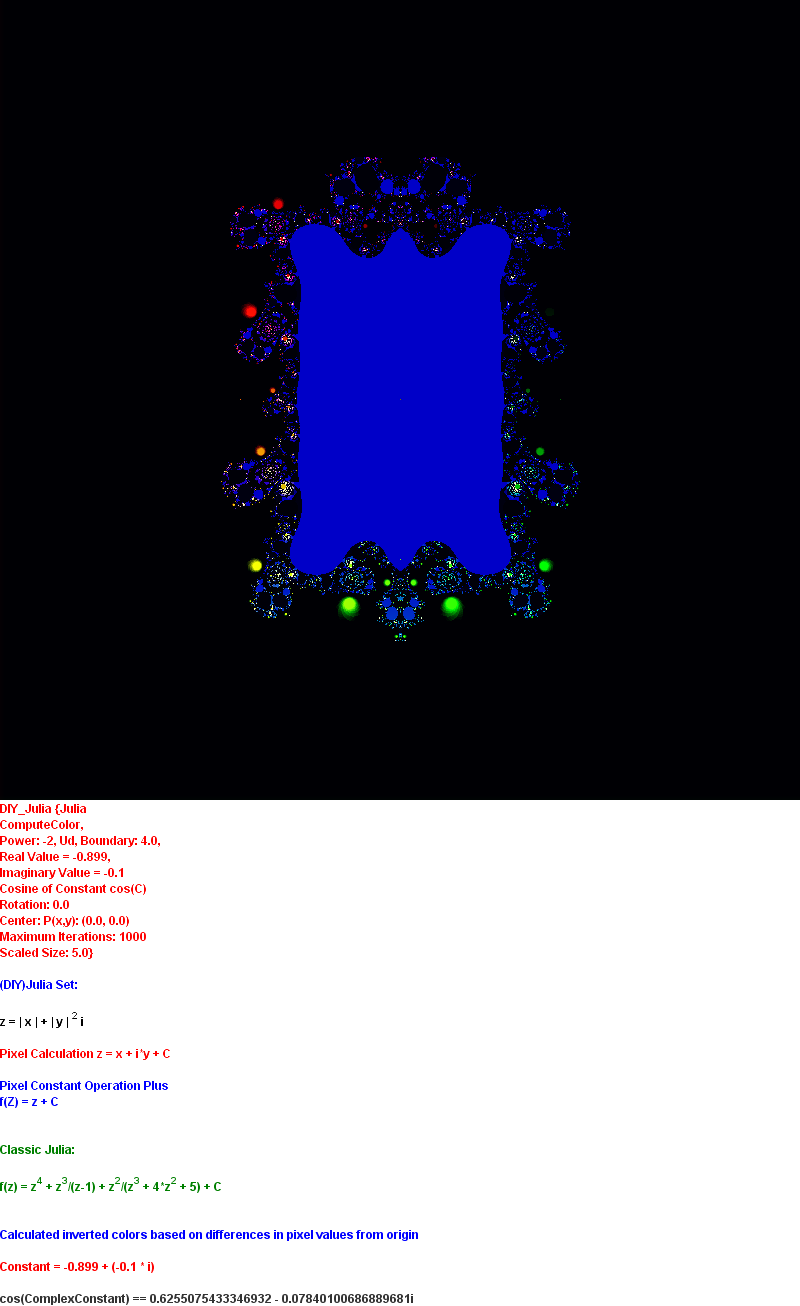 DIY_Julia {Julia
ComputeColor,
Power: -2, Ud, Boundary: 4.0,
Real Value = -0.899,
Imaginary Value = -0.1
Cosine of Constant cos(C)
Rotation: 0.0
Center: P(x,y): (0.0, 0.0)
Maximum Iterations: 1000
Scaled Size: 5.0}
(DIY)Julia Set:
z = | x | + | y | ² i
Pixel Calculation z = x + i*y + C
Pixel Constant Operation Plus
f(Z) = z + C
Classic Julia:
f(z) = z⁴ + z³/(z-1) + z²/(z³ + 4*z² + 5) + C
Calculated inverted colors based on differences in pixel values from origin
Constant = -0.899 + (-0.1 * i)
cos(ComplexConstant) == 0.6255075433346932 - 0.07840100686889681i